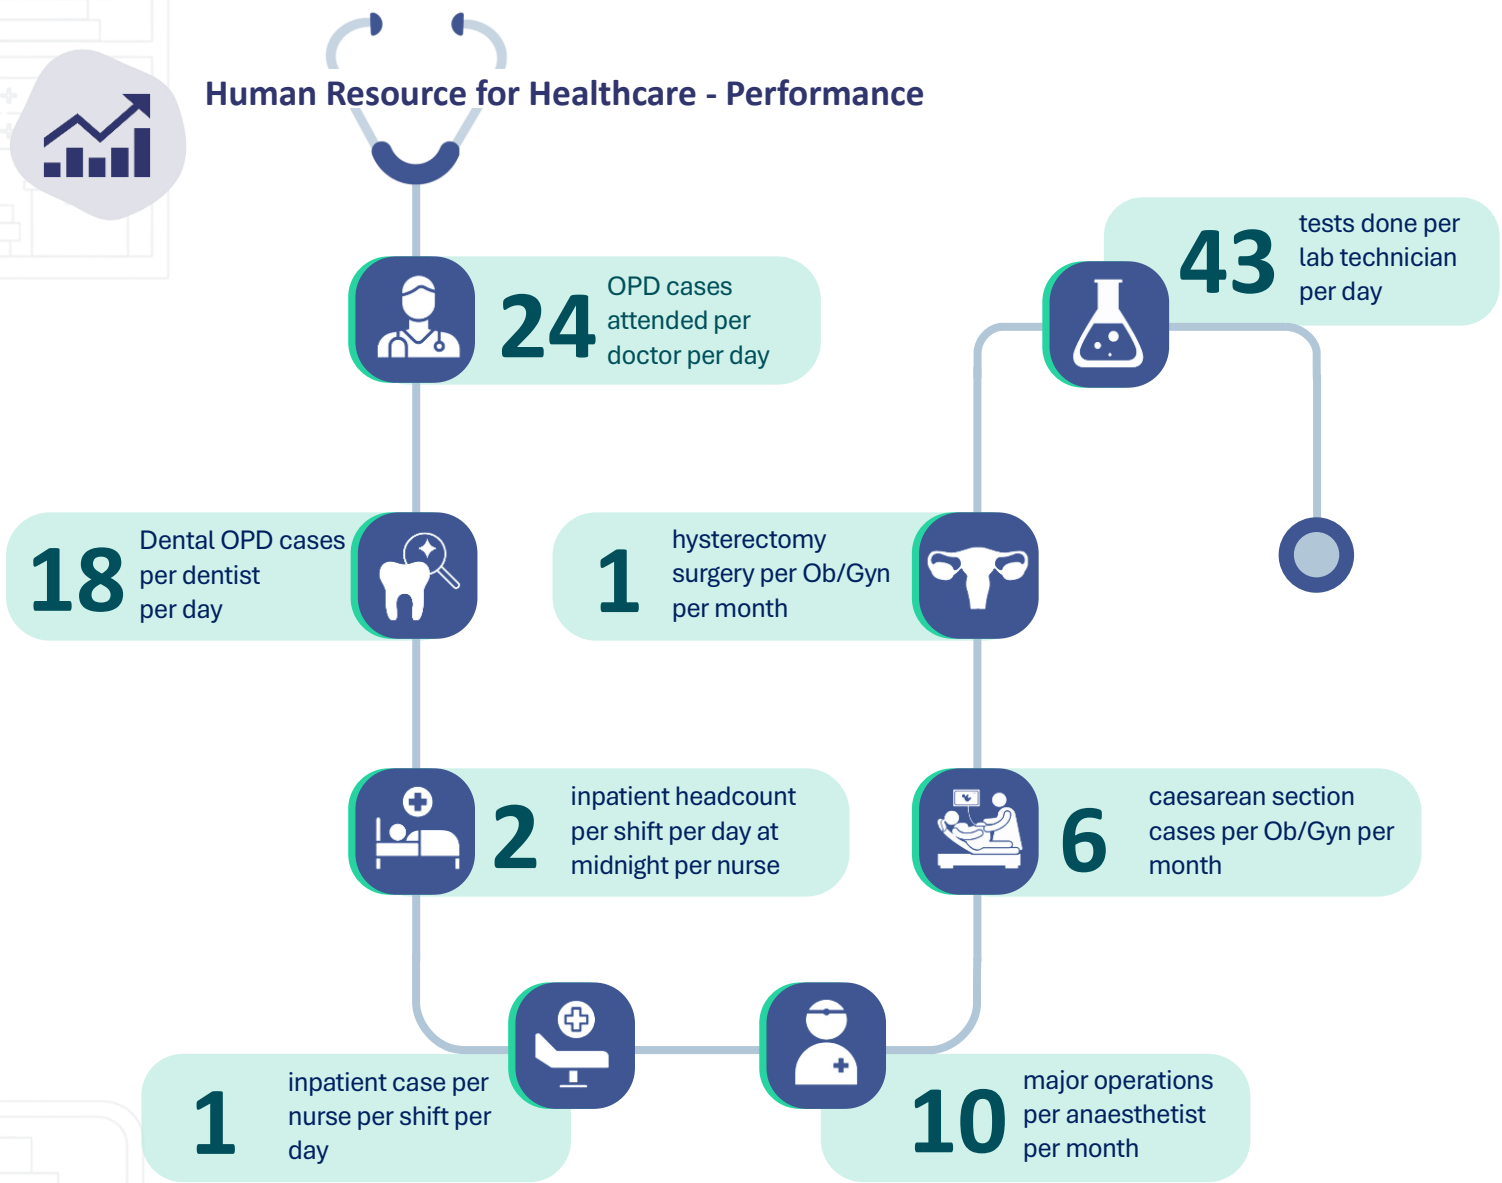 Human Resource for Healthcare - Performance
24
OPD cases
attended per
doctor per day
18
Dental OPD cases
per dentist
per day
2
inpatient headcount
per shift per day at
midnight per nurse
1
inpatient case per
nurse per shift per
day
10
major operations
per anaesthetist
per month
6
caesarean section
cases per Ob/Gyn per
month
1
hysterectomy
surgery per Ob/Gyn
per month
43
tests done per
lab technician
per day